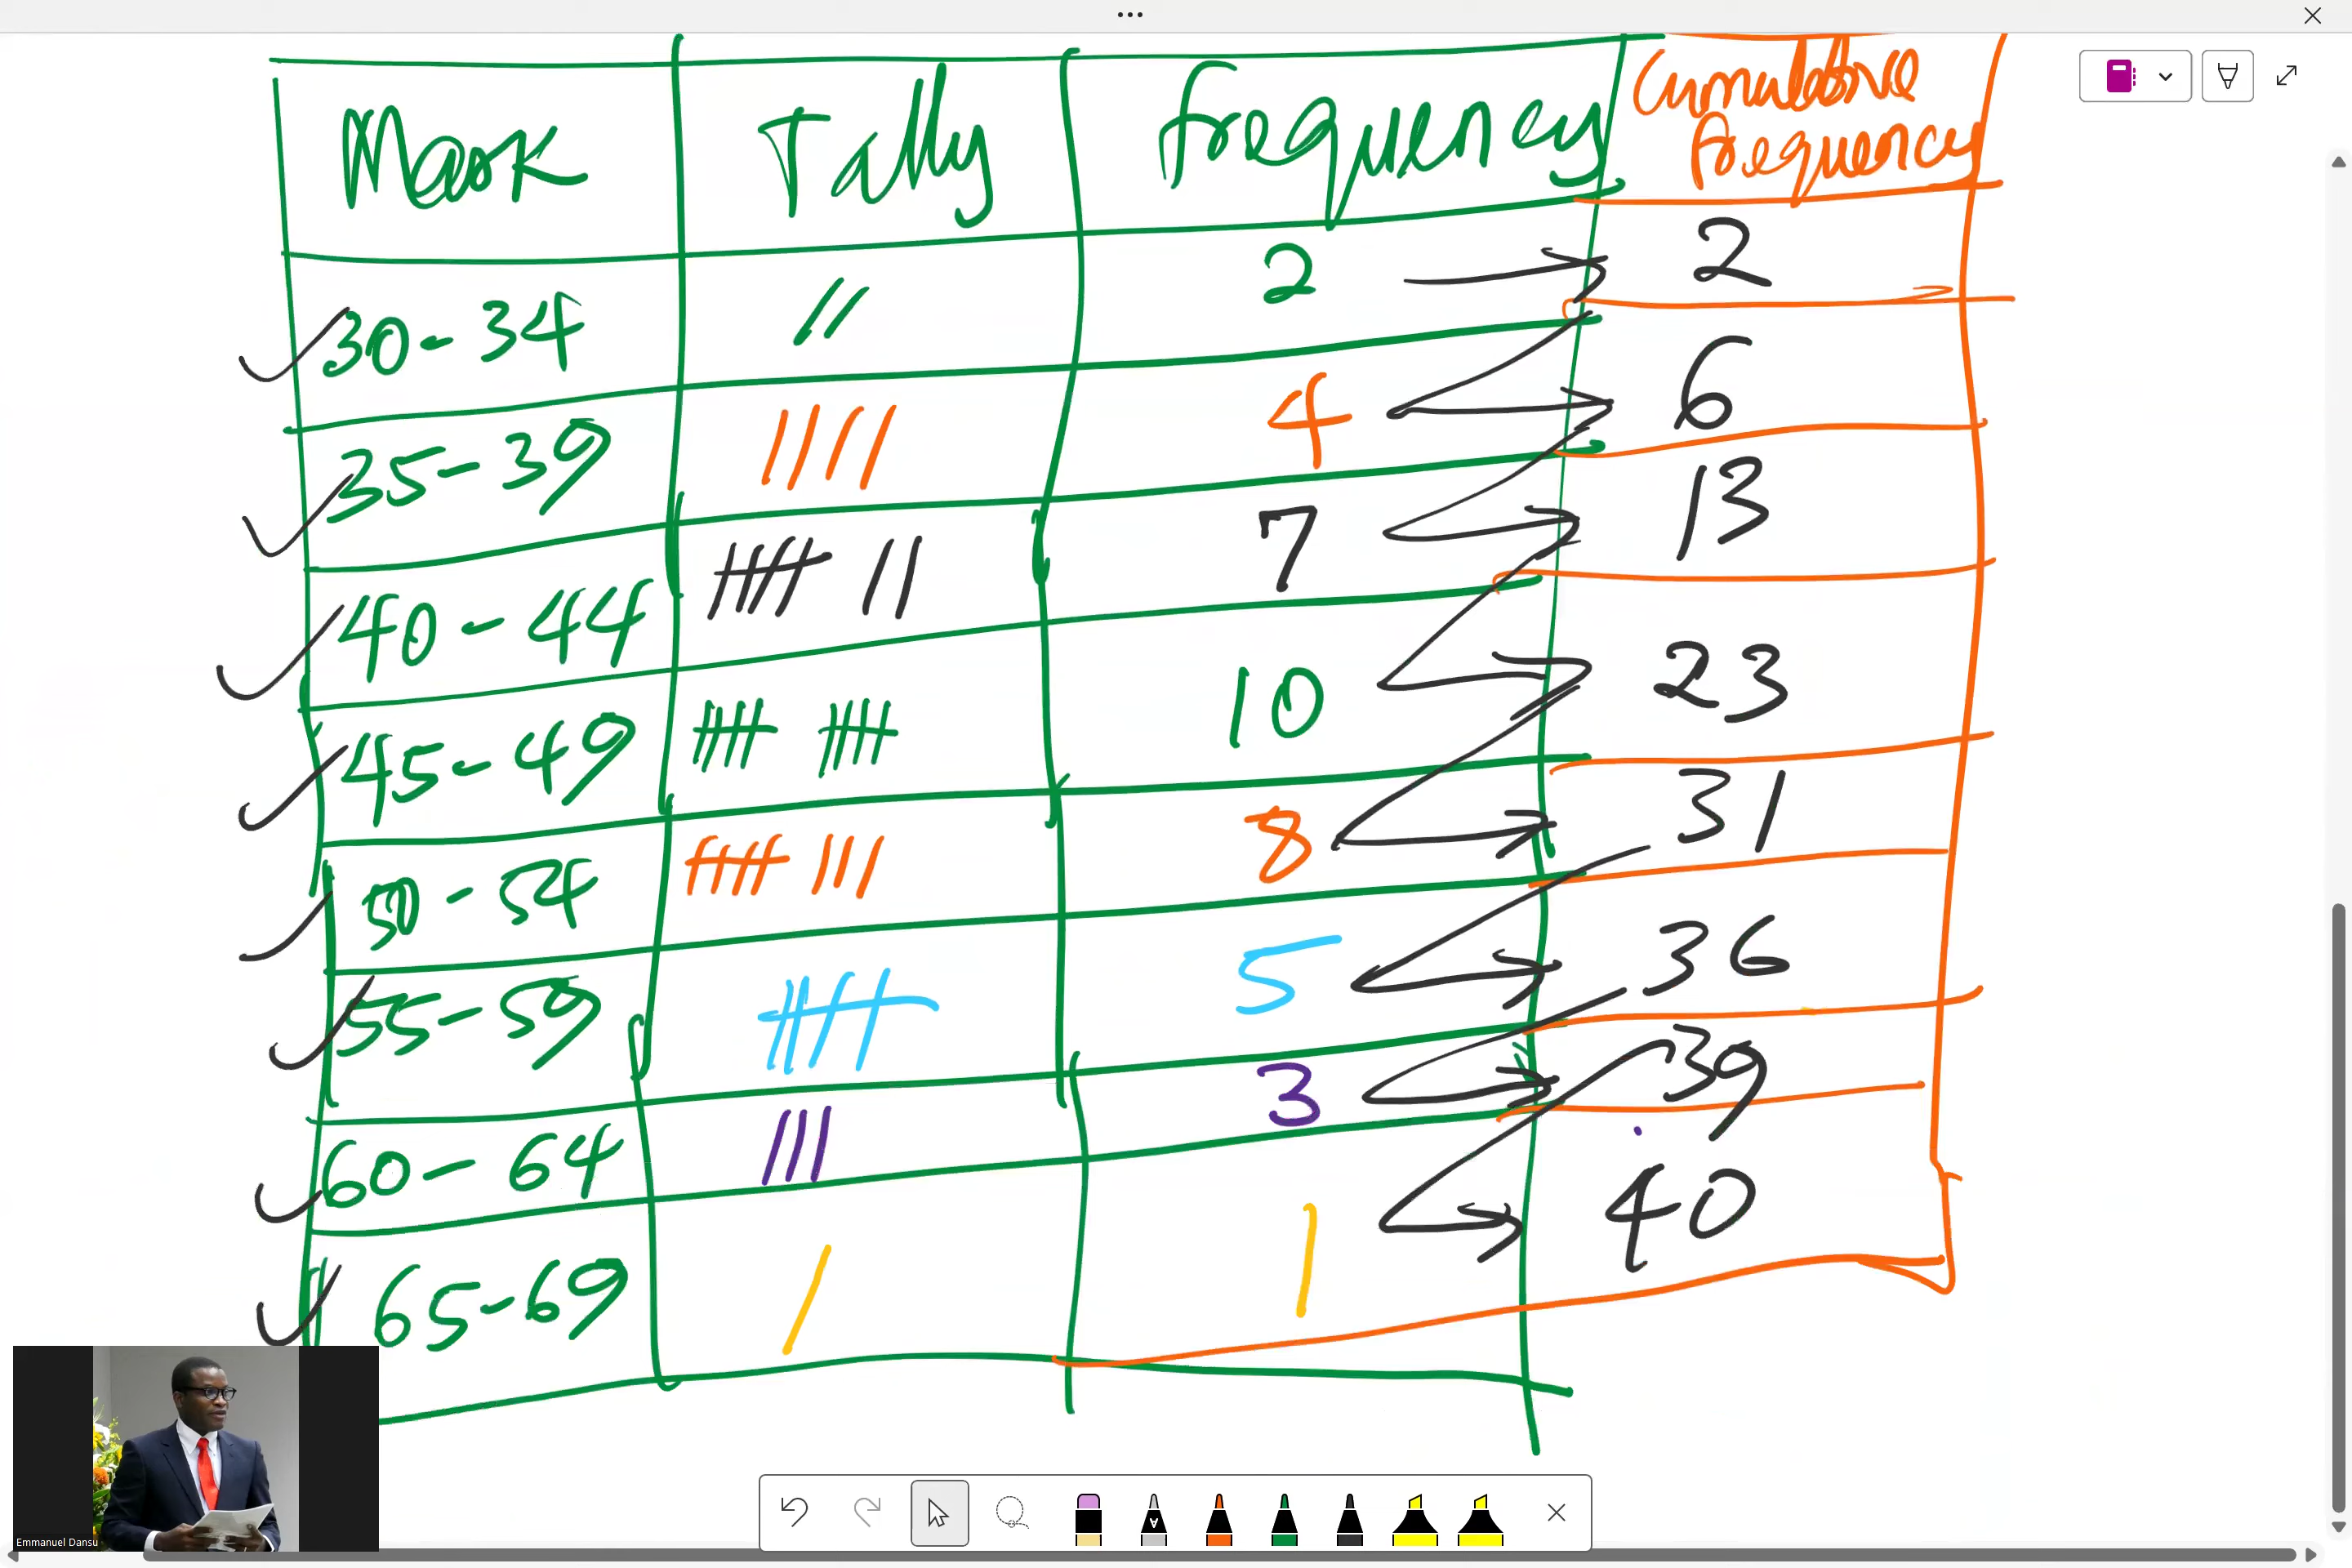 Mark Tally frequency Cumulative frequency
30-34 // 2 2
35-39 //// 4 6
40-44 //// // 7 13
45-49 //// //// 10 23
50-54 //// /// 8 31
55-59 //// 5 36
60-64 /// 3 39
65-69 / 1 40
Emmanuel Dansu